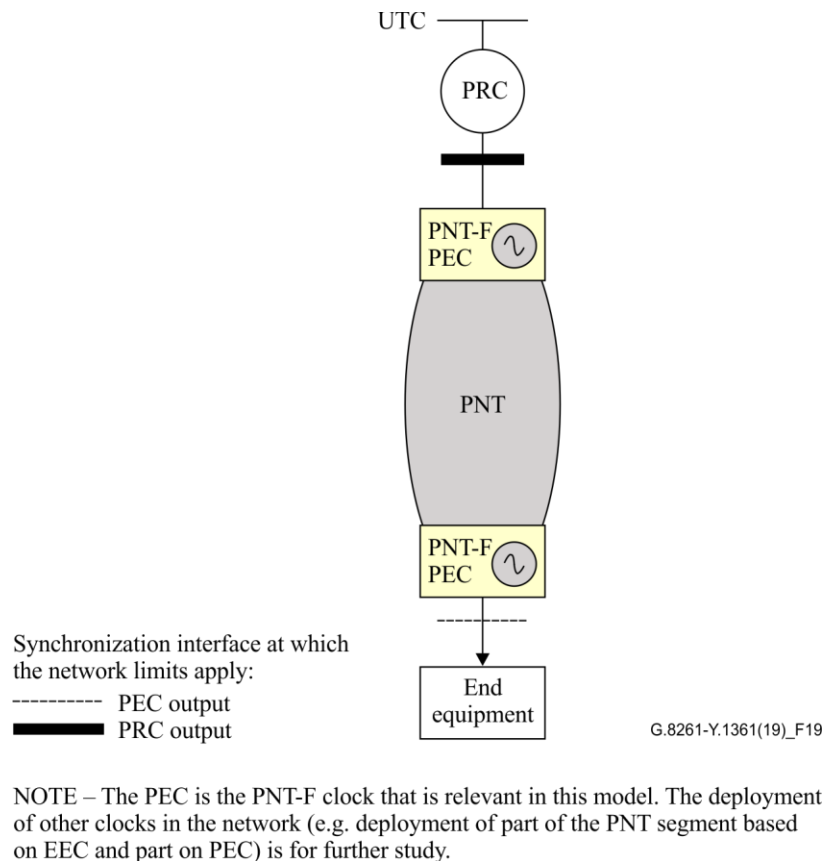 UTC
PRC
PNT-F
PEC
PNT
PNT-F
PEC
Synchronization interface at which
the network limits apply:
PEC output
PRC output
End
equipment
G.8261-Y.1361(19)_F19
NOTE – The PEC is the PNT-F clock that is relevant in this model. The deployment
of other clocks in the network (e.g. deployment of part of the PNT segment based
on EEC and part on PEC) is for further study.